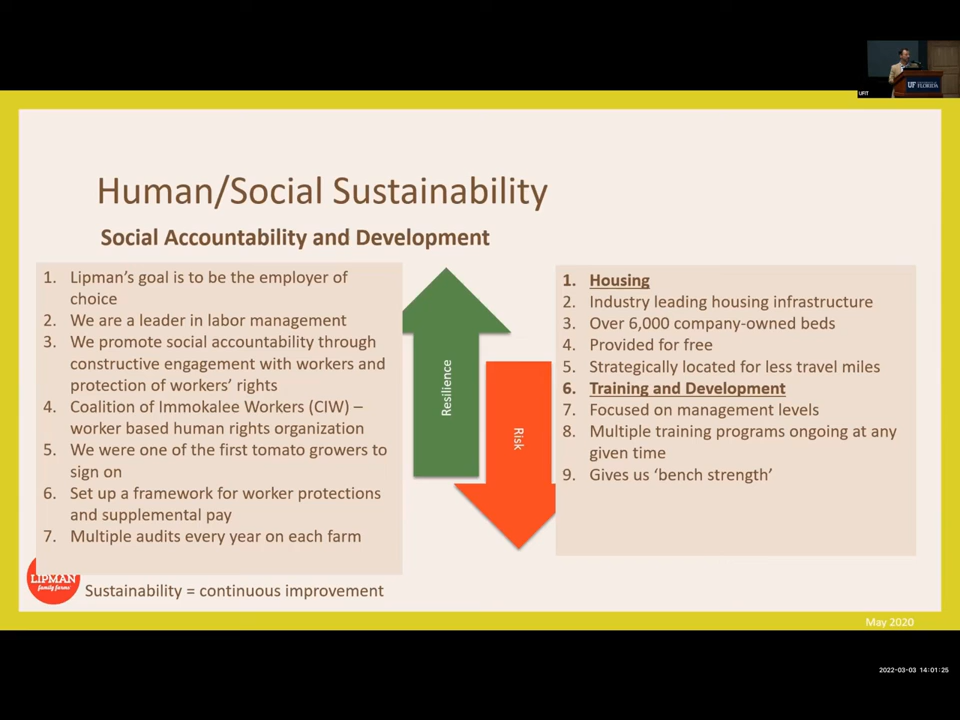 UF UNIVERSITY of FLORIDA
UFIT
Human/Social Sustainability
Social Accountability and Development
1. Lipman's goal is to be the employer of
choice
2. We are a leader in labor management
3. We promote social accountability through
constructive engagement with workers and
protection of workers' rights
4. Coalition of Immokalee Workers (CIW) –
worker based human rights organization
5. We were one of the first tomato growers to
sign on
6. Set up a framework for worker protections
and supplemental pay
7. Multiple audits every year on each farm
Resilience
Risk
1. Housing
2. Industry leading housing infrastructure
3. Over 6,000 company-owned beds
4. Provided for free
5. Strategically located for less travel miles
6. Training and Development
7. Focused on management levels
8. Multiple training programs ongoing at any
given time
9. Gives us 'bench strength'
LIPMAN
family farms
Sustainability = continuous improvement
May 2020
2022-03-03 14:01:25